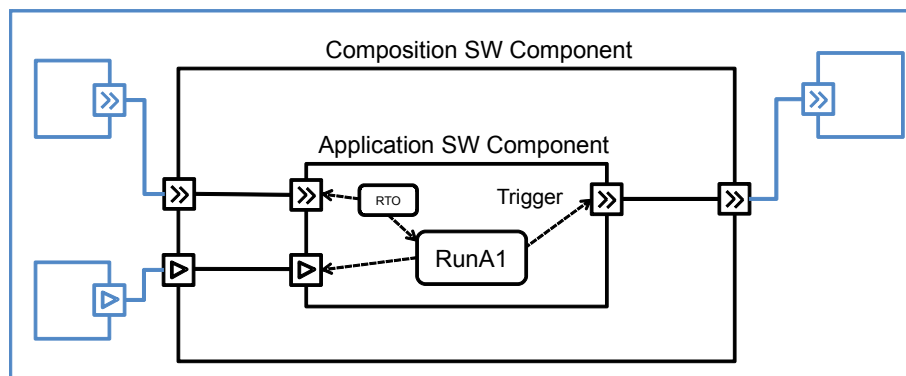 Composition SW Component
Application SW Component
RTO
Trigger
RunA1